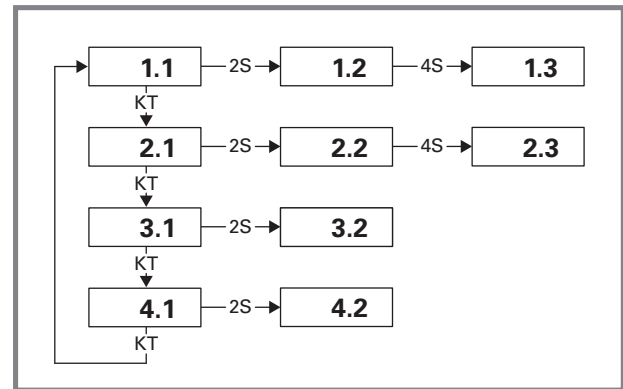 1.1 2S 1.2 4S 1.3
KT
2.1 2S 2.2 4S 2.3
KT
3.1 2S 3.2
KT
4.1 2S 4.2
KT